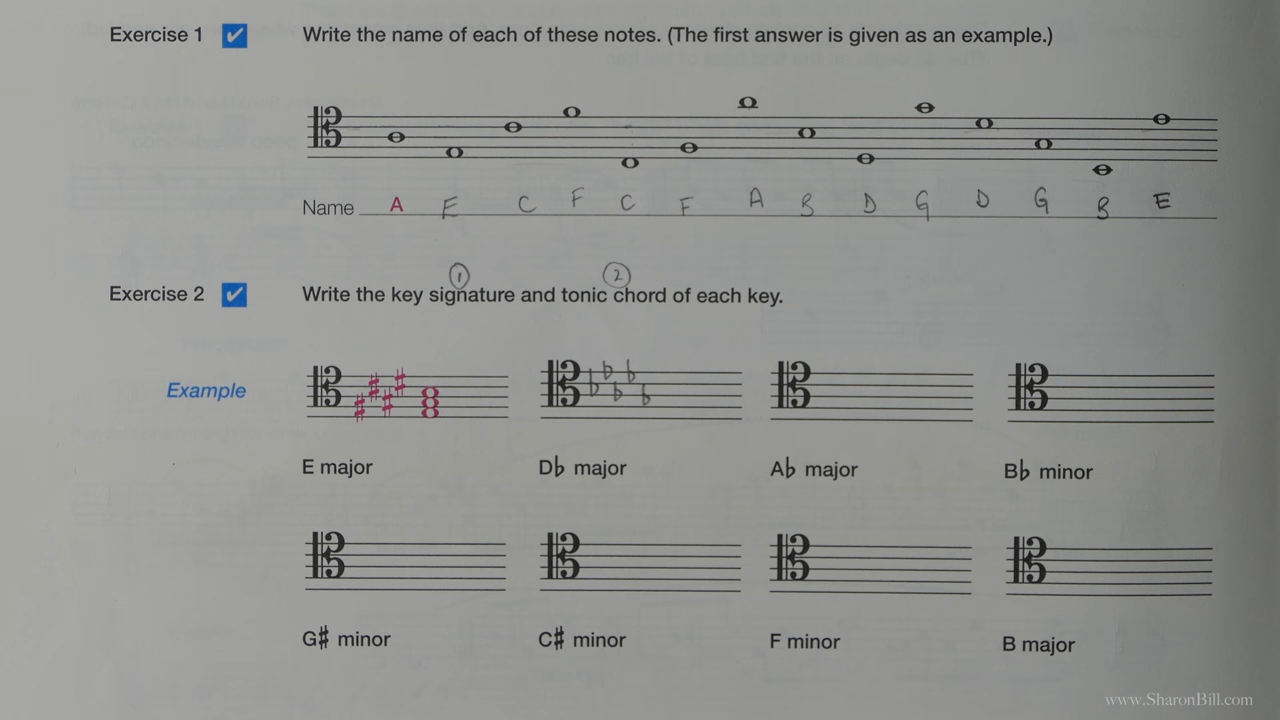 Exercise 1 ✔ Write the name of each of these notes. (The first answer is given as an example.)
Name A E C F C F A B D G D G B E
1 2
Exercise 2 ✔ Write the key signature and tonic chord of each key.
Example
E major D♭ major A♭ major B♭ minor
G♯ minor C♯ minor F minor B major
www.SharonBill.com